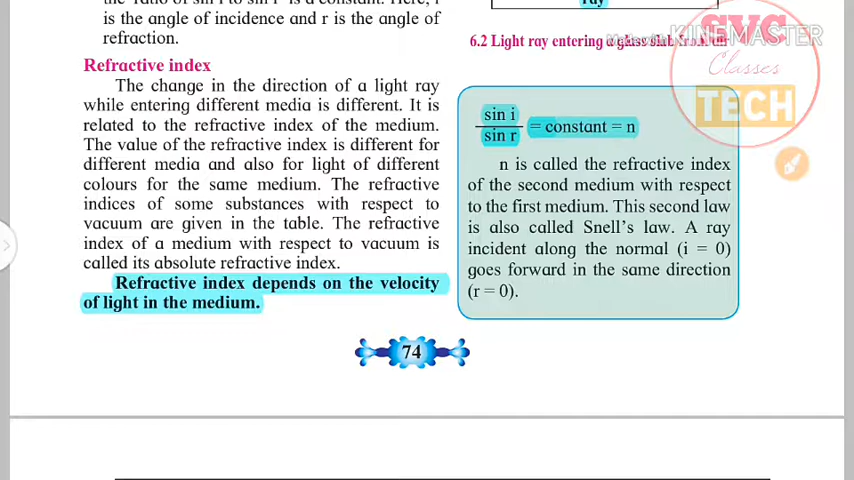 the ratio of sin i to sin r is a constant. Here, i
is the angle of incidence and r is the angle of
refraction.
Refractive index
The change in the direction of a light ray
while entering different media is different. It is
related to the refractive index of the medium.
The value of the refractive index is different for
different media and also for light of different
colours for the same medium. The refractive
indices of some substances with respect to
vacuum are given in the table. The refractive
index of a medium with respect to vacuum is
called its absolute refractive index.
Refractive index depends on the velocity
of light in the medium.
ray
6.2 Light ray entering a glass slab from air
sin i
sin r
= constant = n
n is called the refractive index
of the second medium with respect
to the first medium. This second law
is also called Snell's law. A ray
incident along the normal (i = 0)
goes forward in the same direction
(r = 0).
74
KINEMASTER
SVS
Classes
TECH